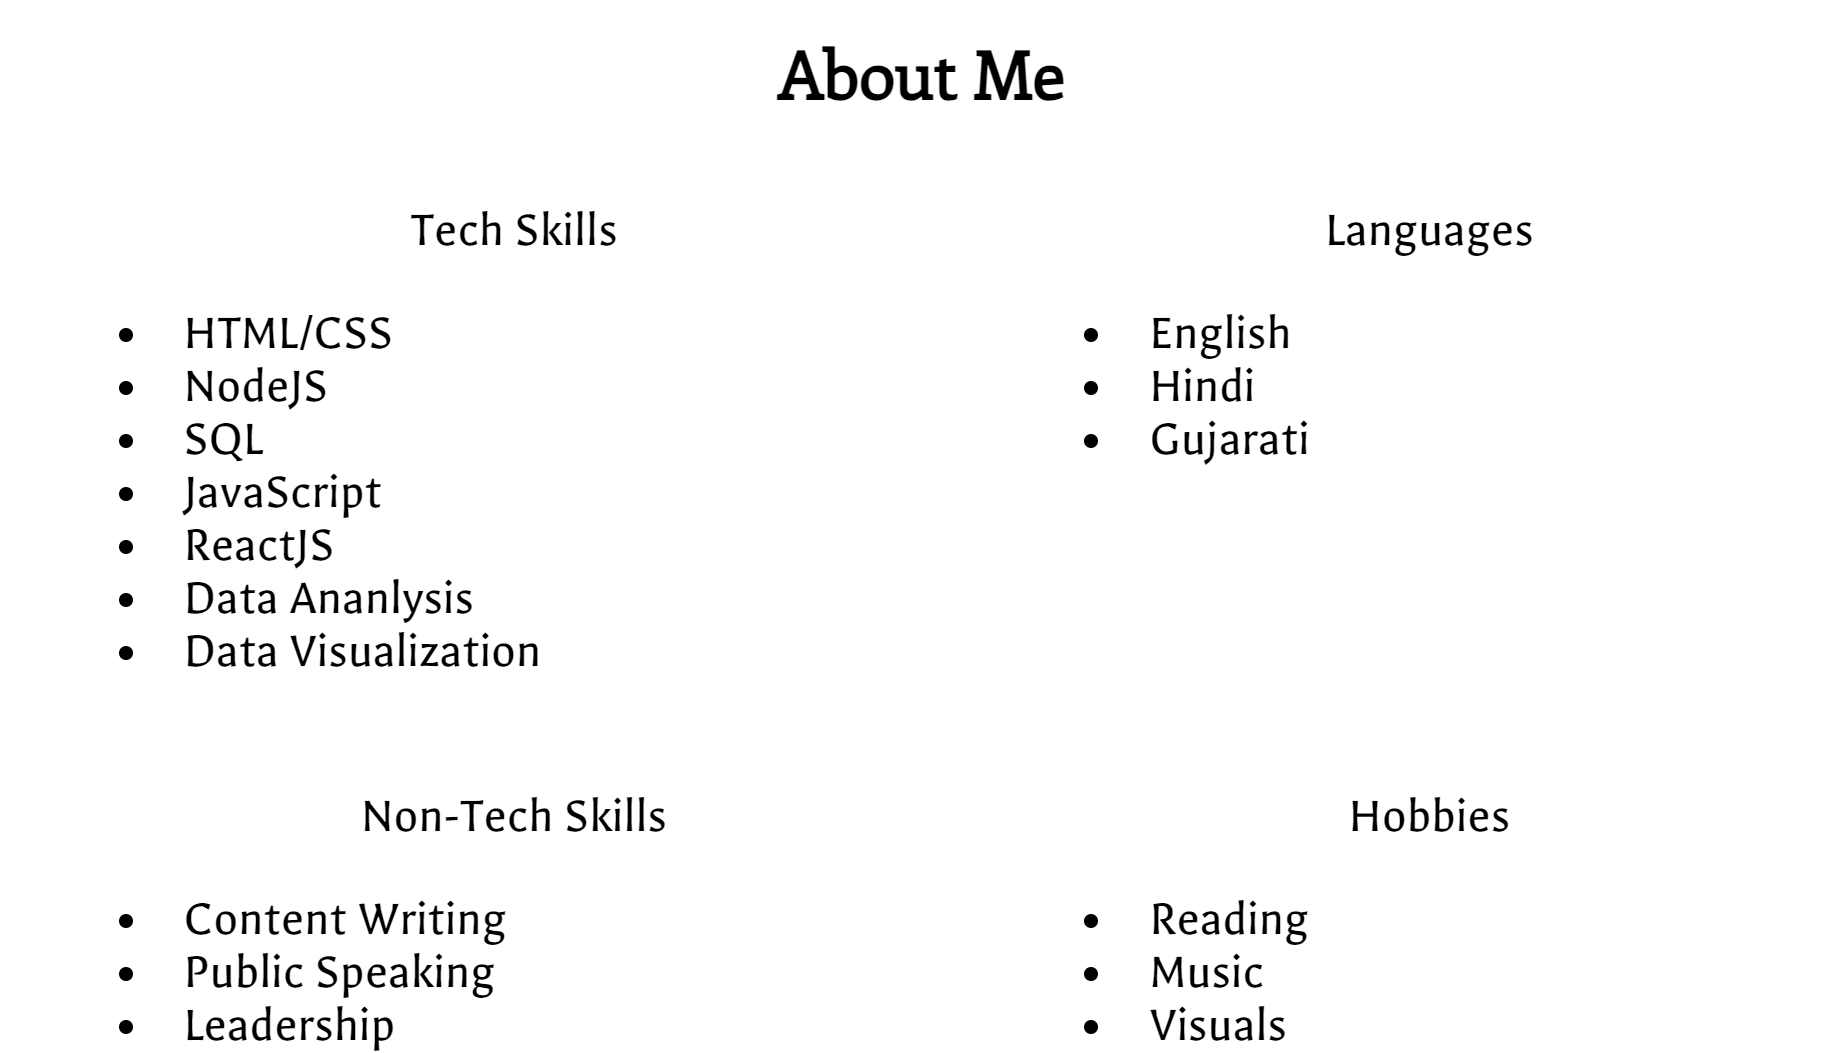 About Me
Tech Skills
HTML/CSS
NodeJS
SQL
JavaScript
ReactJS
Data Ananlysis
Data Visualization
Languages
English
Hindi
Gujarati
Non-Tech Skills
Content Writing
Public Speaking
Leadership
Hobbies
Reading
Music
Visuals